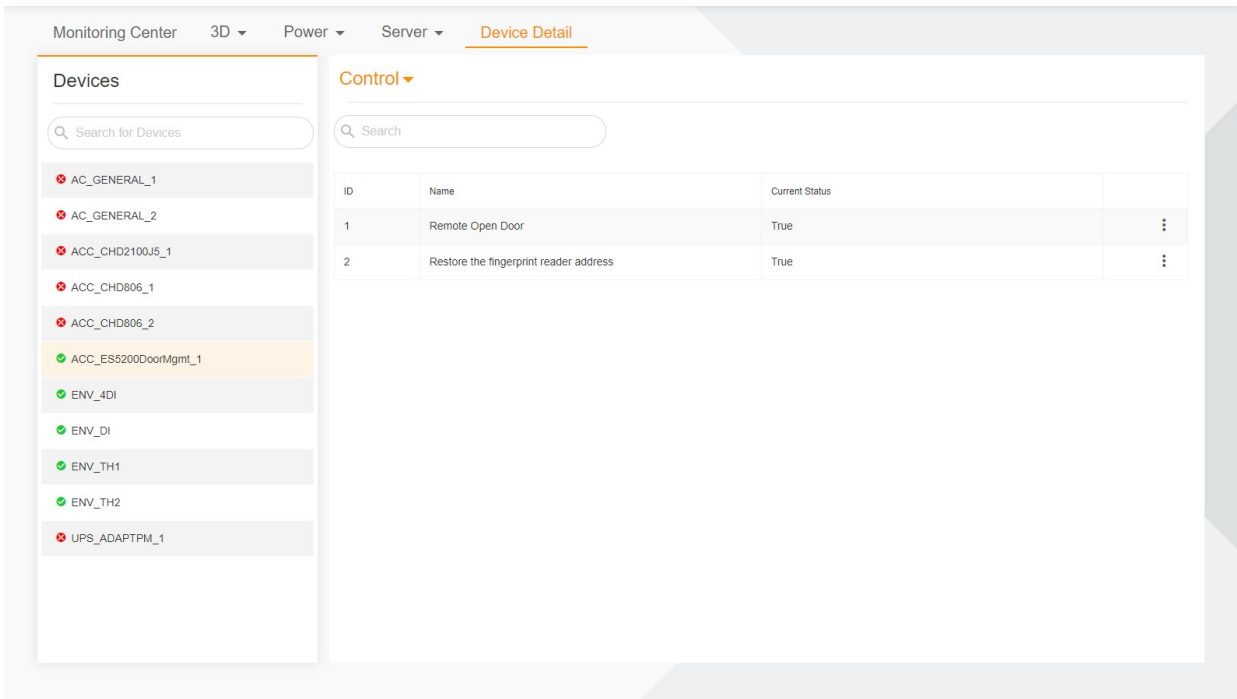 Monitoring Center 3D Power Server Device Detail
Devices
Search for Devices
AC_GENERAL_1
AC_GENERAL_2
ACC_CHD2100J5_1
ACC_CHD806_1
ACC_CHD806_2
ACC_ES5200DoorMgmt_1
ENV_4DI
ENV_DI
ENV_TH1
ENV_TH2
UPS_ADAPTPM_1
Control
Search
ID Name Current Status
1 Remote Open Door True
2 Restore the fingerprint reader address True